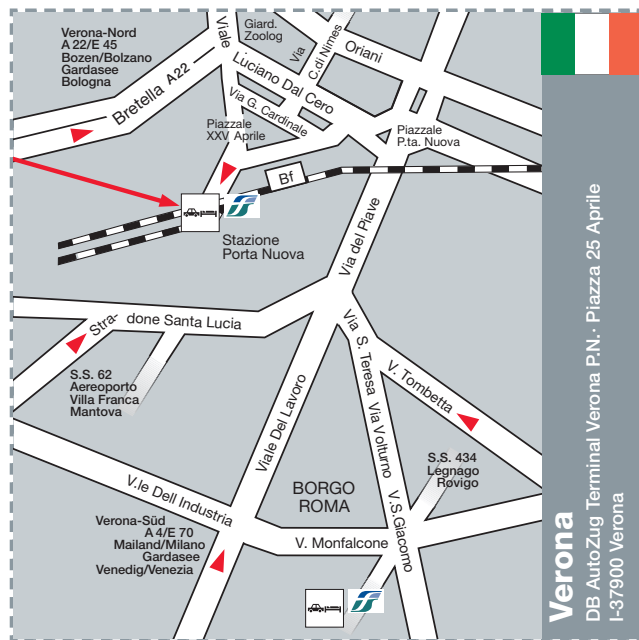 Verona-Nord
A 22/E 45
Bozen/Bolzano
Gardasee
Bologna
Viale
Giard.
Zoolog
Via
C.di Nimes
Oriani
Luciano Dal Cero
Bretella A22
Via G. Cardinale
Piazzale
XXV Aprile
Piazzale
P.ta. Nuova
Bf
Stazione
Porta Nuova
Via del Piave
Stra-
done Santa Lucia
S.S. 62
Aereoporto
Villa Franca
Mantova
Viale Del Lavoro
Via S. Teresa
Via Volturno
V.S.Giacomo
V. Tombetta
S.S. 434
Legnago
Rovigo
V.le Dell Industria
BORGO
ROMA
Verona-Süd
A 4/E 70
Mailand/Milano
Gardasee
Venedig/Venezia
V. Monfalcone
Verona
DB AutoZug Terminal Verona P.N.· Piazza 25 Aprile
I-37900 Verona